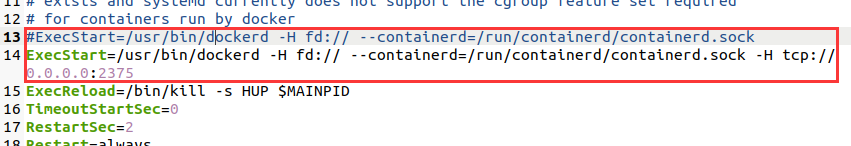 11 # exists and systemd currently does not support the cgroup feature set required
12 # for containers run by docker
13 #ExecStart=/usr/bin/dockerd -H fd:// --containerd=/run/containerd/containerd.sock
14 ExecStart=/usr/bin/dockerd -H fd:// --containerd=/run/containerd/containerd.sock -H tcp://
0.0.0.0:2375
15 ExecReload=/bin/kill -s HUP $MAINPID
16 TimeoutStartSec=0
17 RestartSec=2
18 Restart=always